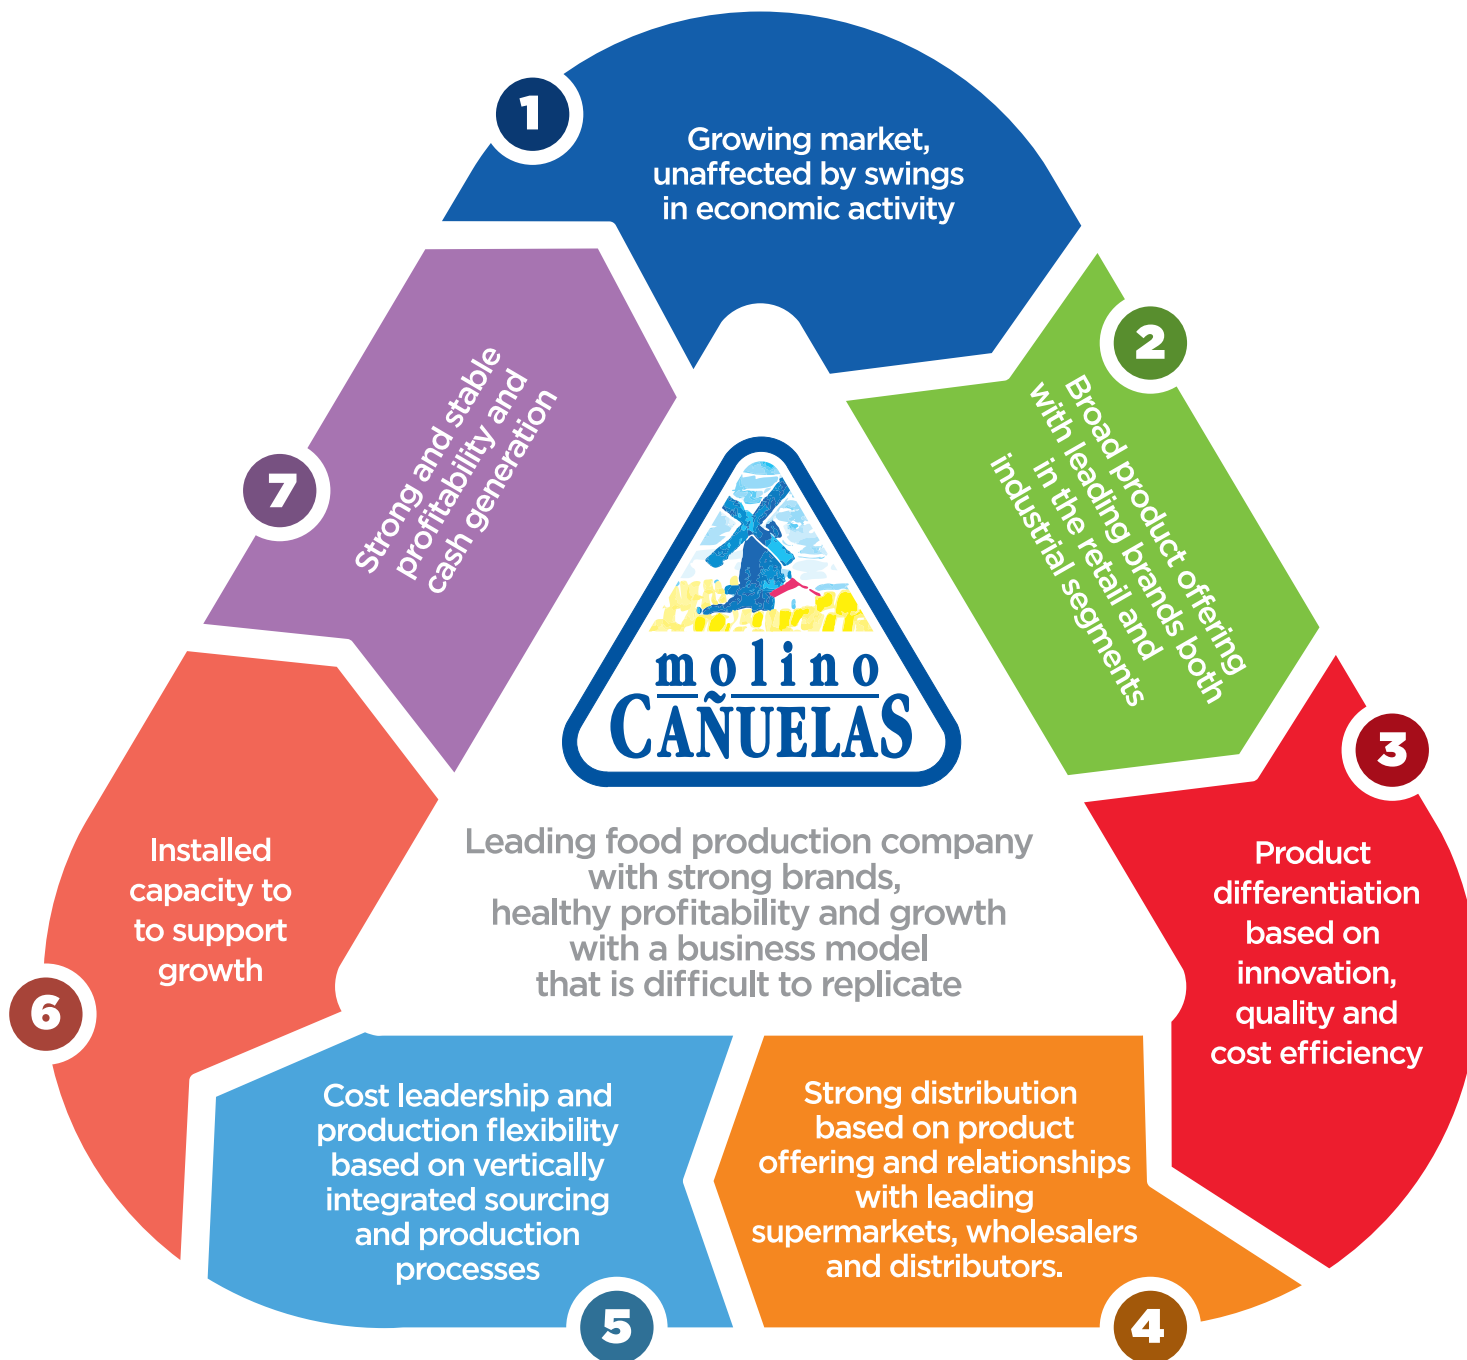 1
Growing market,
unaffected by swings
in economic activity
2
Broad product offering
with leading brands both
in the retail and
industrial segments
3
Product
differentiation
based on
innovation,
quality and
cost efficiency
4
Strong distribution
based on product
offering and relationships
with leading
supermarkets, wholesalers
and distributors.
5
Cost leadership and
production flexibility
based on vertically
integrated sourcing
and production
processes
6
Installed
capacity to
to support
growth
7
Strong and stable
profitability and
cash generation
molino
CAÑUELAS
Leading food production company
with strong brands,
healthy profitability and growth
with a business model
that is difficult to replicate